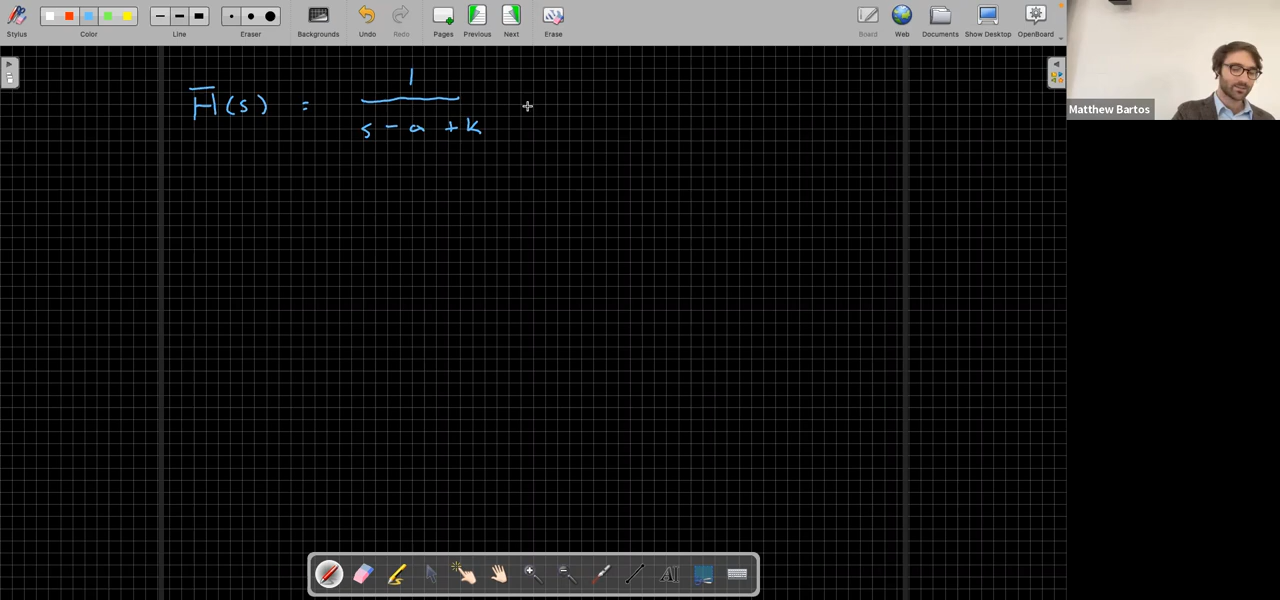 Stylus Color Line Eraser Backgrounds Undo Redo Pages Previous Next Erase Board Web Documents Show Desktop OpenBoard
H̅(s) = 1 / (s - a + k)
Matthew Bartos
AI